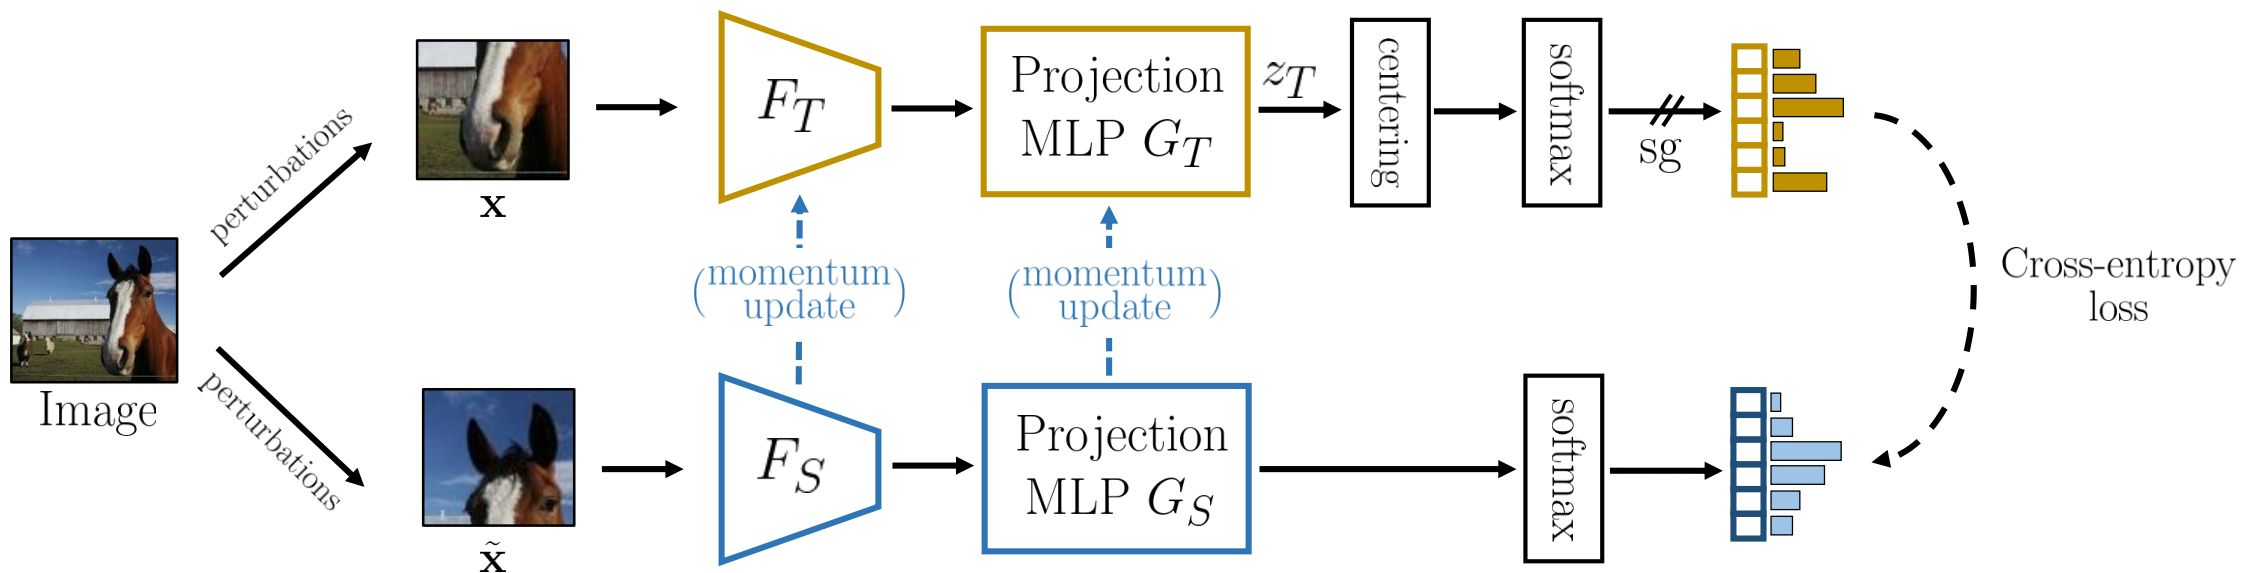 perturbations
x
F_T
Projection
MLP G_T
z_T
centering
softmax
sg
(momentum
update)
(momentum
update)
Cross-entropy
loss
Image
perturbations
x̃
F_S
Projection
MLP G_S
softmax